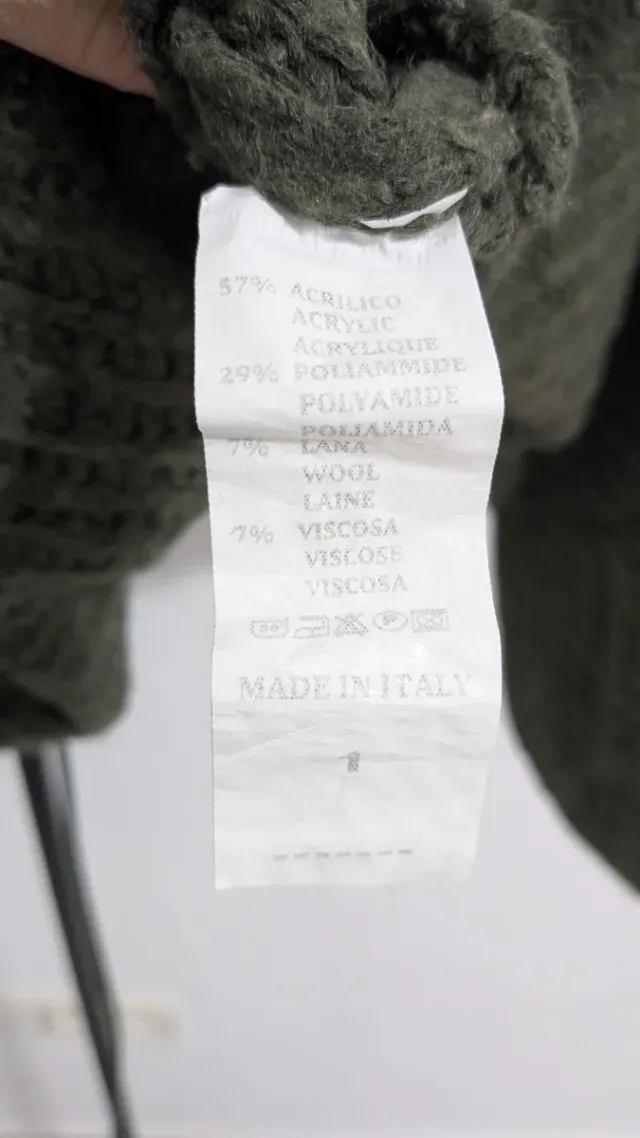 57% ACRILICO
ACRYLIC
ACRYLIQUE
29% POLIAMMIDE
POLYAMIDE
POLIAMIDA
7% LANA
WOOL
LAINE
7% VISCOSA
VISCOSE
VISCOSA
P
MADE IN ITALY
1